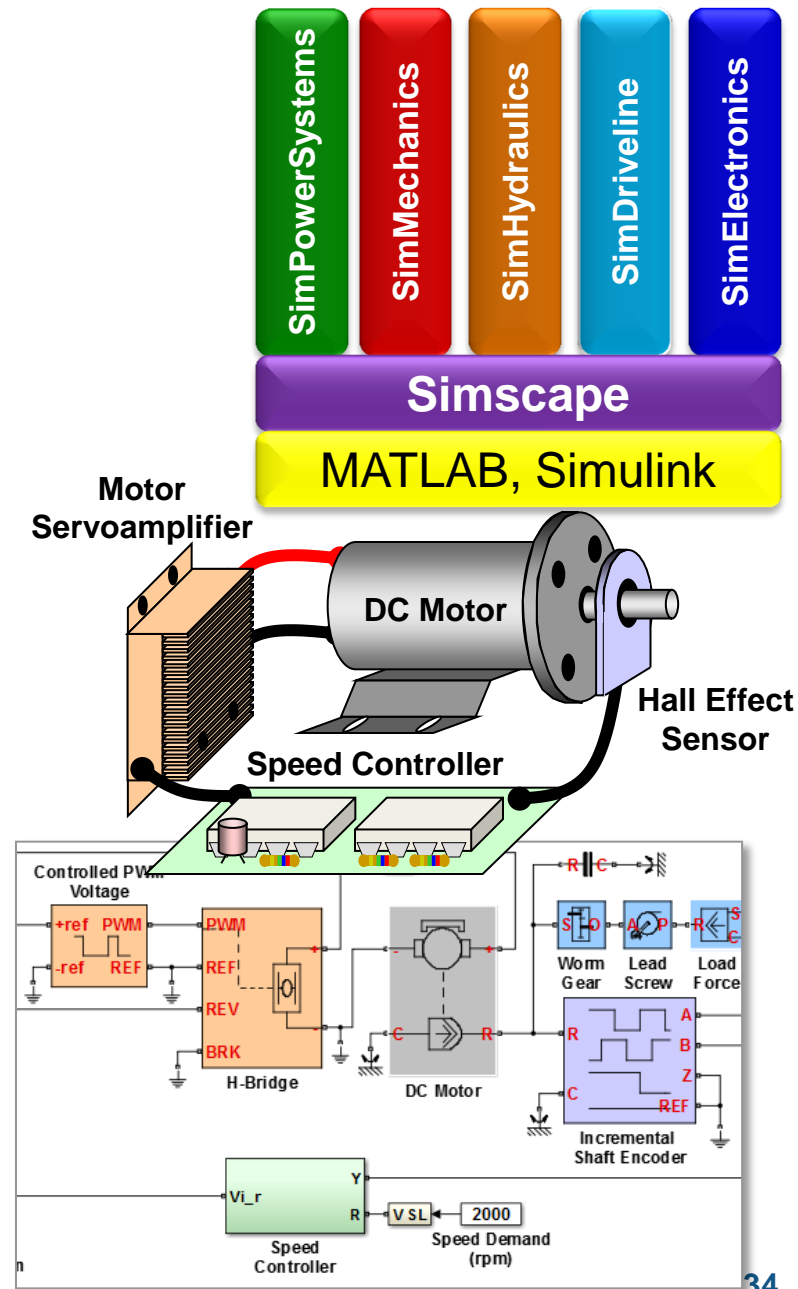 SimPowerSystems
SimMechanics
SimHydraulics
SimDriveline
SimElectronics
Simscape
MATLAB, Simulink
Motor
Servoamplifier
DC Motor
Hall Effect
Sensor
Speed Controller
Controlled PWM
Voltage
+ref PWM
-ref REF
PWM
REF
REV
BRK
+
-
H-Bridge
- +
C R
DC Motor
R C
S O
Worm
Gear
A P
Lead
Screw
R S
C
Load
Force
R A
B
C Z
REF
Incremental
Shaft Encoder
Vi_r Y
R
Speed
Controller
VSL
2000
Speed Demand
(rpm)
n
34